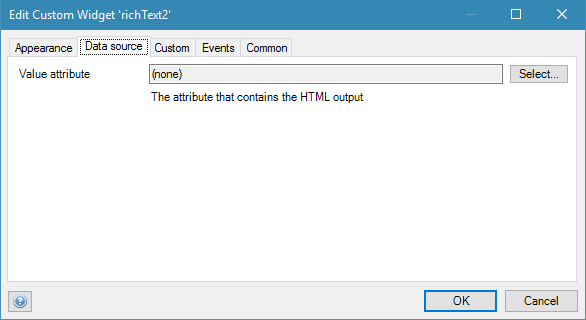 Edit Custom Widget 'richText2'
Appearance Data source Custom Events Common
Value attribute (none) Select...
The attribute that contains the HTML output
? OK Cancel